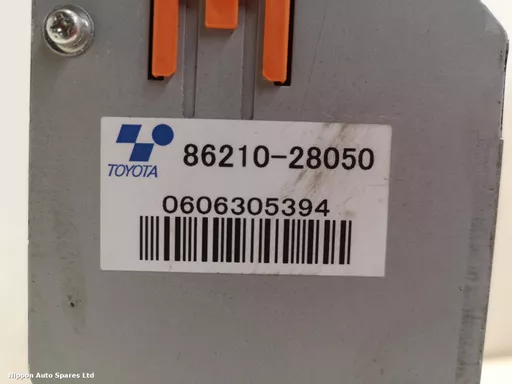 TOYOTA 86210-28050
0606305394
Nippon Auto Spares Ltd